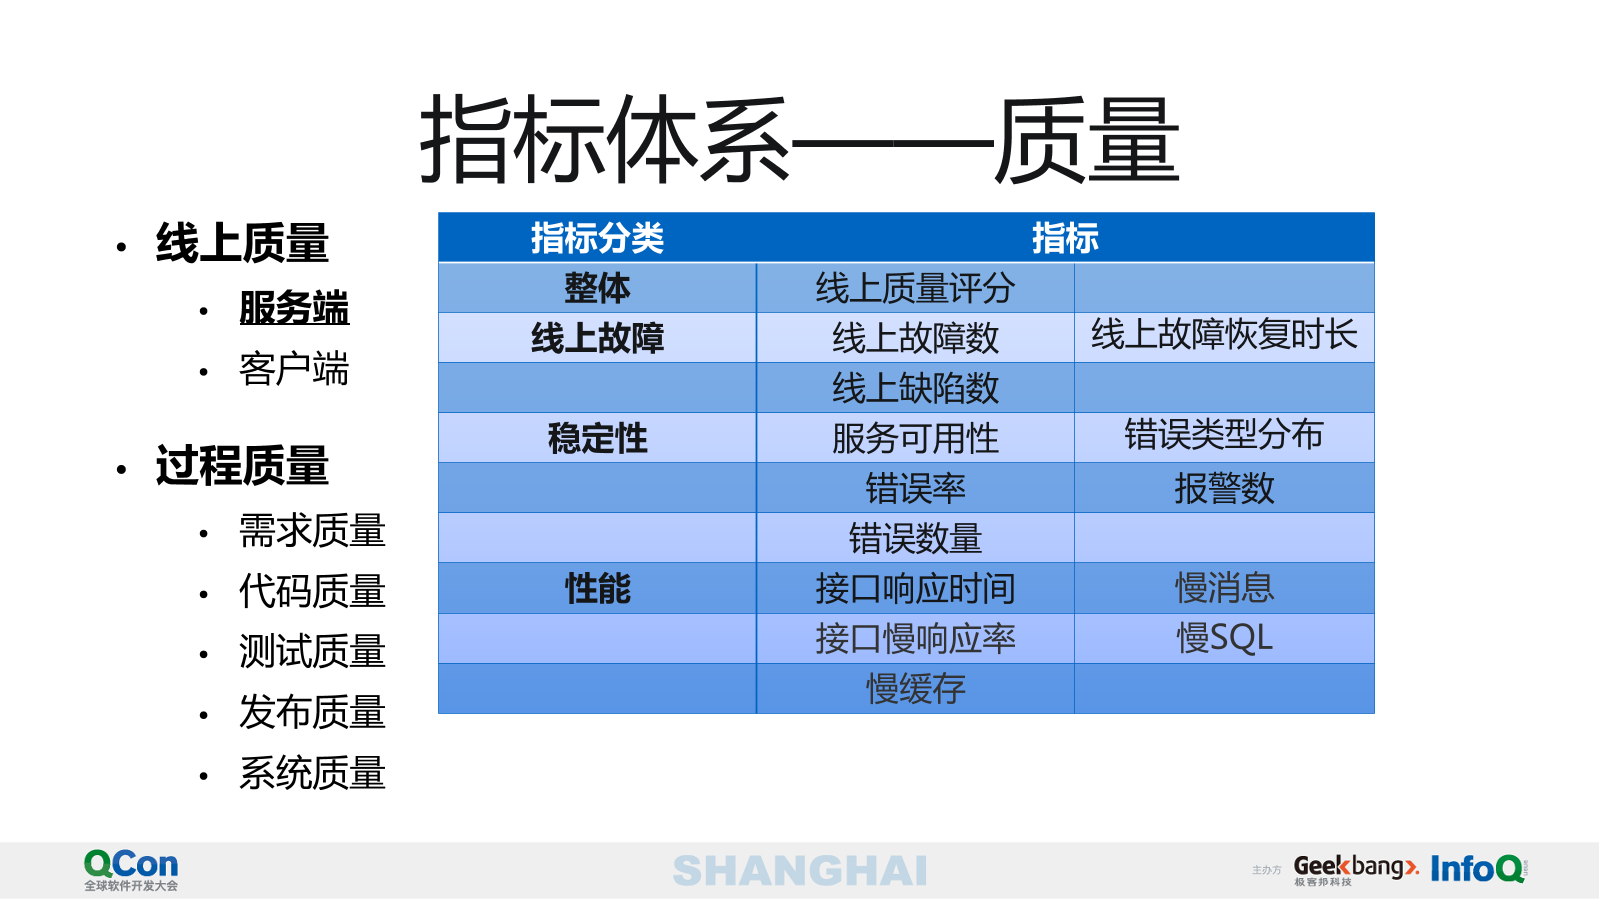 指标体系——质量
• 线上质量
• 服务端
• 客户端
• 过程质量
• 需求质量
• 代码质量
• 测试质量
• 发布质量
• 系统质量
指标分类 指标
整体 线上质量评分
线上故障 线上故障数 线上故障恢复时长
线上缺陷数
稳定性 服务可用性 错误类型分布
错误率 报警数
错误数量
性能 接口响应时间 慢消息
接口慢响应率 慢SQL
慢缓存
QCon
全球软件开发大会
SHANGHAI
主办方
Geekbang>.
极客邦科技
InfoQ